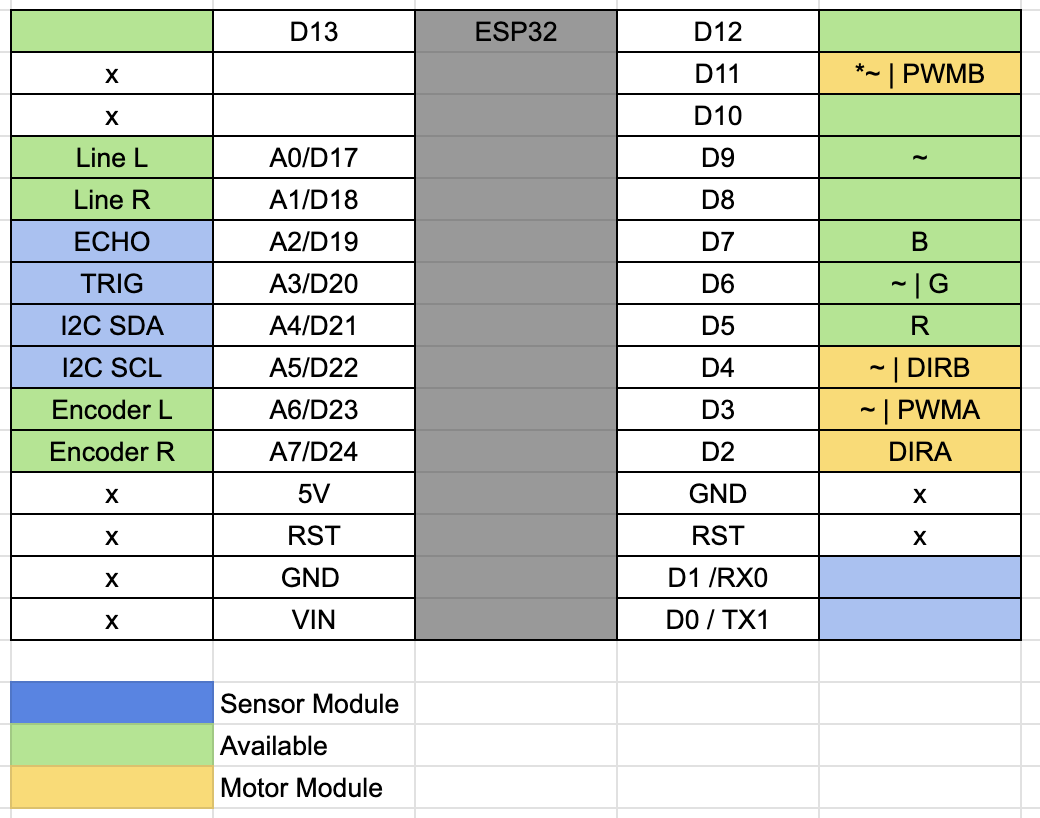 D13 ESP32 D12
x D11 *~ | PWMB
x D10
Line L A0/D17 D9 ~
Line R A1/D18 D8
ECHO A2/D19 D7 B
TRIG A3/D20 D6 ~ | G
I2C SDA A4/D21 D5 R
I2C SCL A5/D22 D4 ~ | DIRB
Encoder L A6/D23 D3 ~ | PWMA
Encoder R A7/D24 D2 DIRA
x 5V GND x
x RST RST x
x GND D1 /RX0
x VIN D0 / TX1
Sensor Module
Available
Motor Module